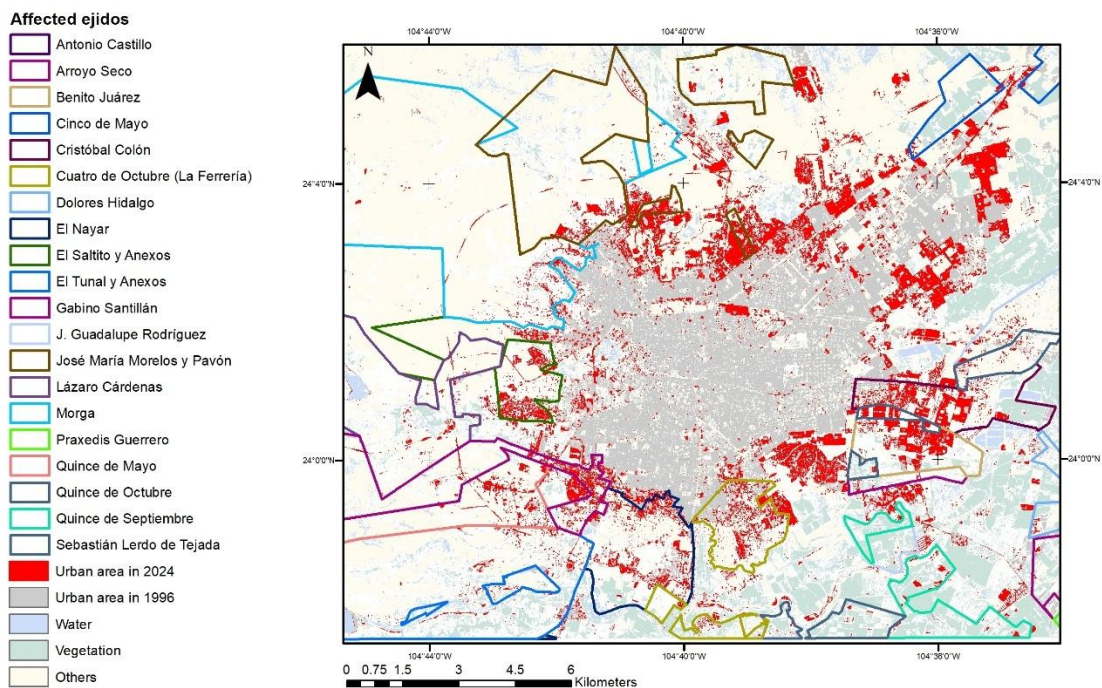 Affected ejidos
Antonio Castillo
Arroyo Seco
Benito Juárez
Cinco de Mayo
Cristóbal Colón
Cuatro de Octubre (La Ferrería)
Dolores Hidalgo
El Nayar
El Saltito y Anexos
El Tunal y Anexos
Gabino Santillán
J. Guadalupe Rodríguez
José María Morelos y Pavón
Lázaro Cárdenas
Morga
Praxedis Guerrero
Quince de Mayo
Quince de Octubre
Quince de Septiembre
Sebastián Lerdo de Tejada
Urban area in 2024
Urban area in 1996
Water
Vegetation
Others
104°44'0"W 104°40'0"W 104°36'0"W
N
24°4'0"N 24°4'0"N
24°0'0"N 24°0'0"N
104°44'0"W 104°40'0"W 104°36'0"W
0 0.75 1.5 3 4.5 6
Kilometers